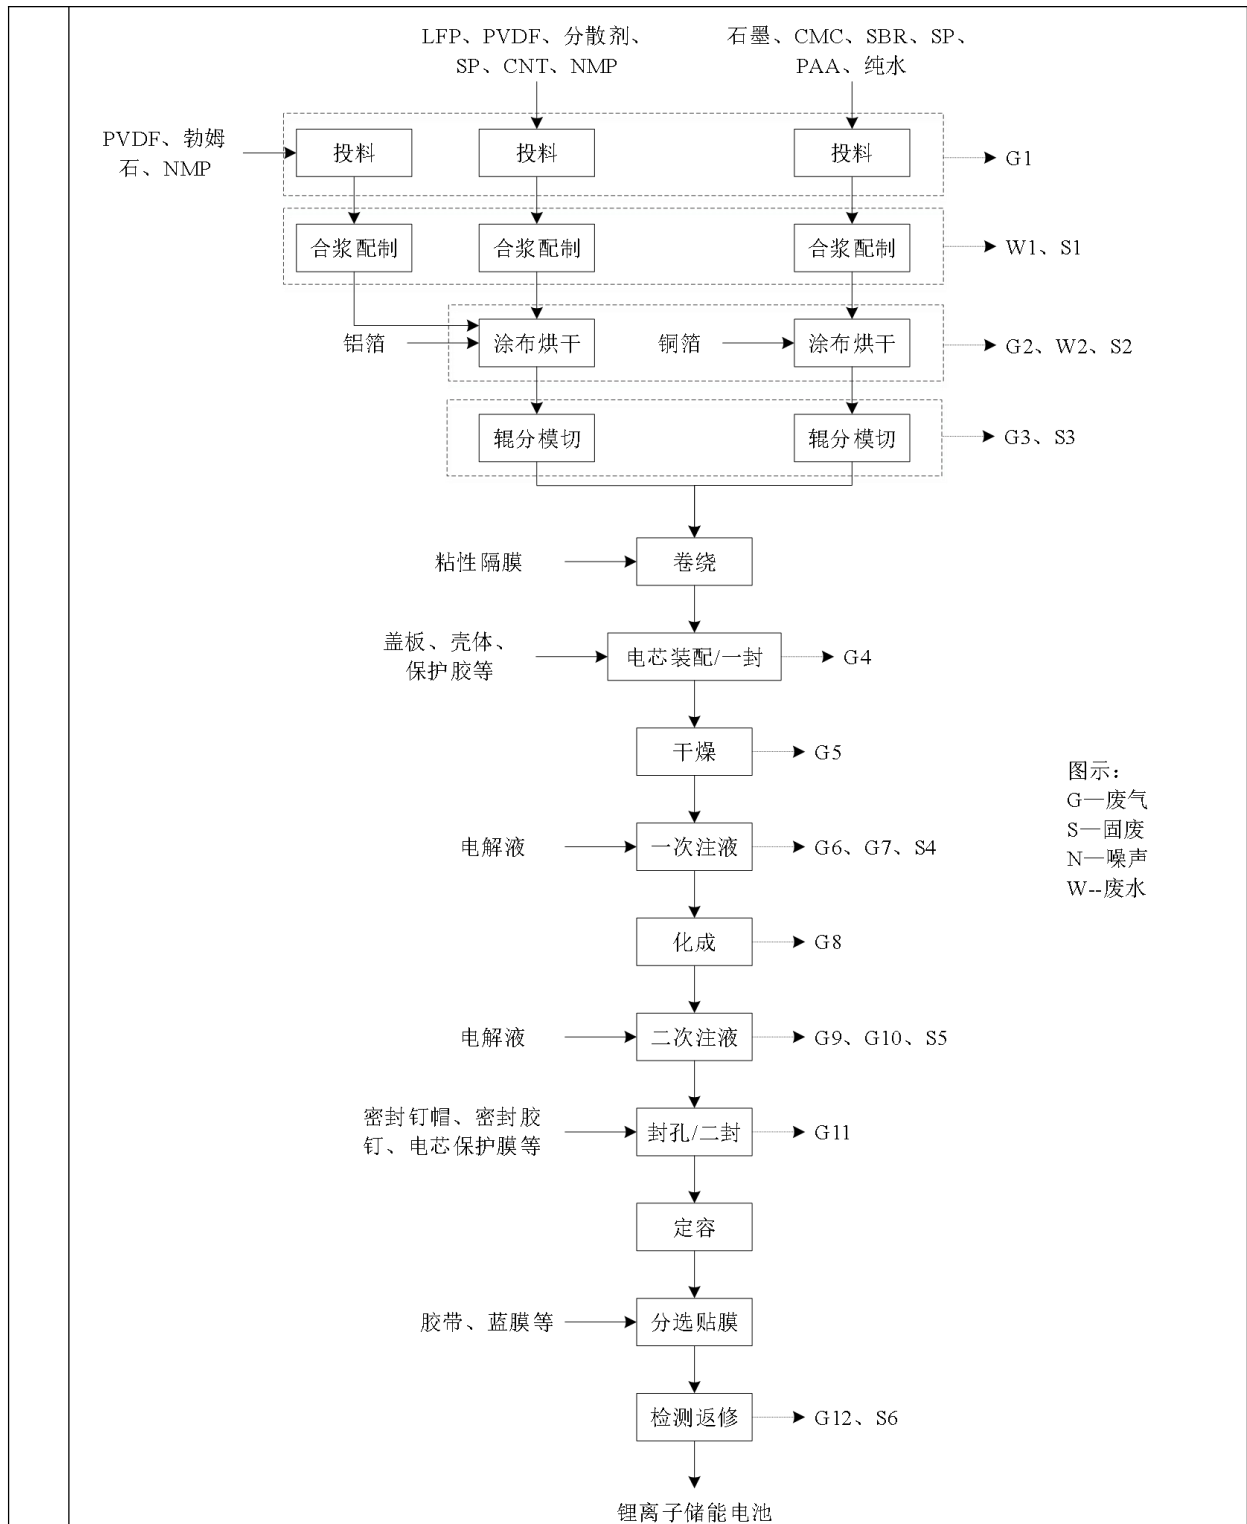 LFP、PVDF、分散剂、
SP、CNT、NMP
石墨、CMC、SBR、SP、
PAA、纯水
PVDF、勃姆
石、NMP
投料
投料
投料
G1
合浆配制
合浆配制
合浆配制
W1、S1
铝箔
涂布烘干
铜箔
涂布烘干
G2、W2、S2
辊分模切
辊分模切
G3、S3
粘性隔膜
卷绕
盖板、壳体、
保护胶等
电芯装配/一封
G4
干燥
G5
图示：
G—废气
S—固废
N—噪声
W--废水
电解液
一次注液
G6、G7、S4
化成
G8
电解液
二次注液
G9、G10、S5
密封钉帽、密封胶
钉、电芯保护膜等
封孔/二封
G11
定容
胶带、蓝膜等
分选贴膜
检测返修
G12、S6
锂离子储能电池